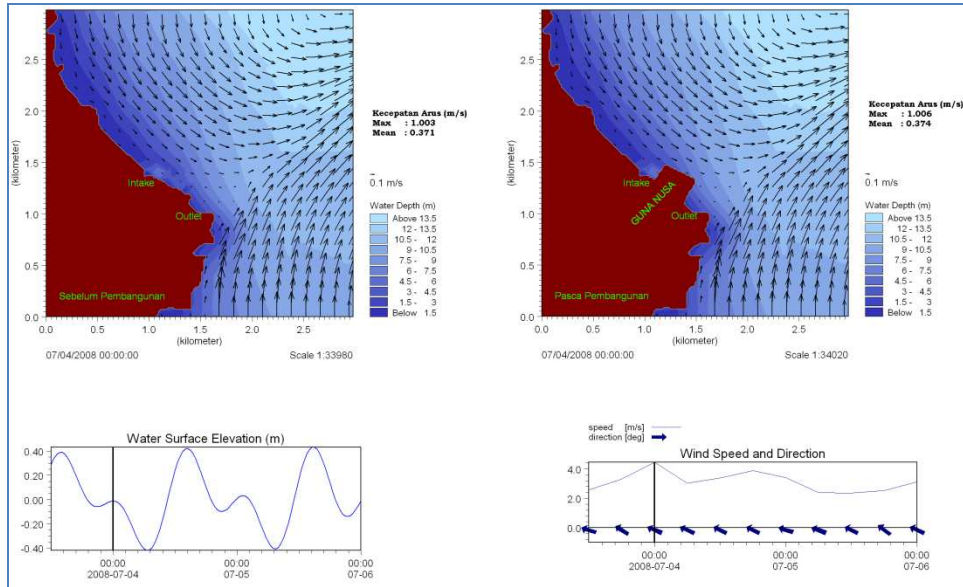 2.5
2.0
1.5
1.0
0.5
0.0
(kilometer)
Intake
Outlet
Sebelum Pembangunan
0.0 0.5 1.0 1.5 2.0 2.5
(kilometer)
07/04/2008 00:00:00 Scale 1:33980
Kecepatan Arus (m/s)
Max : 1.003
Mean : 0.371
0.1 m/s
Water Depth (m)
Above 13.5
12 - 13.5
10.5 - 12
9 - 10.5
7.5 - 9
6 - 7.5
4.5 - 6
3 - 4.5
1.5 - 3
Below 1.5
2.5
2.0
1.5
1.0
0.5
0.0
(kilometer)
Intake
GUNA NUSA
Outlet
Pasca Pembangunan
0.0 0.5 1.0 1.5 2.0 2.5
(kilometer)
07/04/2008 00:00:00 Scale 1:34020
Kecepatan Arus (m/s)
Max : 1.006
Mean : 0.374
0.1 m/s
Water Depth (m)
Above 13.5
12 - 13.5
10.5 - 12
9 - 10.5
7.5 - 9
6 - 7.5
4.5 - 6
3 - 4.5
1.5 - 3
Below 1.5
Water Surface Elevation (m)
0.40
0.20
0.00
-0.20
-0.40
00:00 00:00 00:00
2008-07-04 07-05 07-06
speed [m/s]
direction [deg]
Wind Speed and Direction
4.0
2.0
0.0
00:00 00:00 00:00
2008-07-04 07-05 07-06